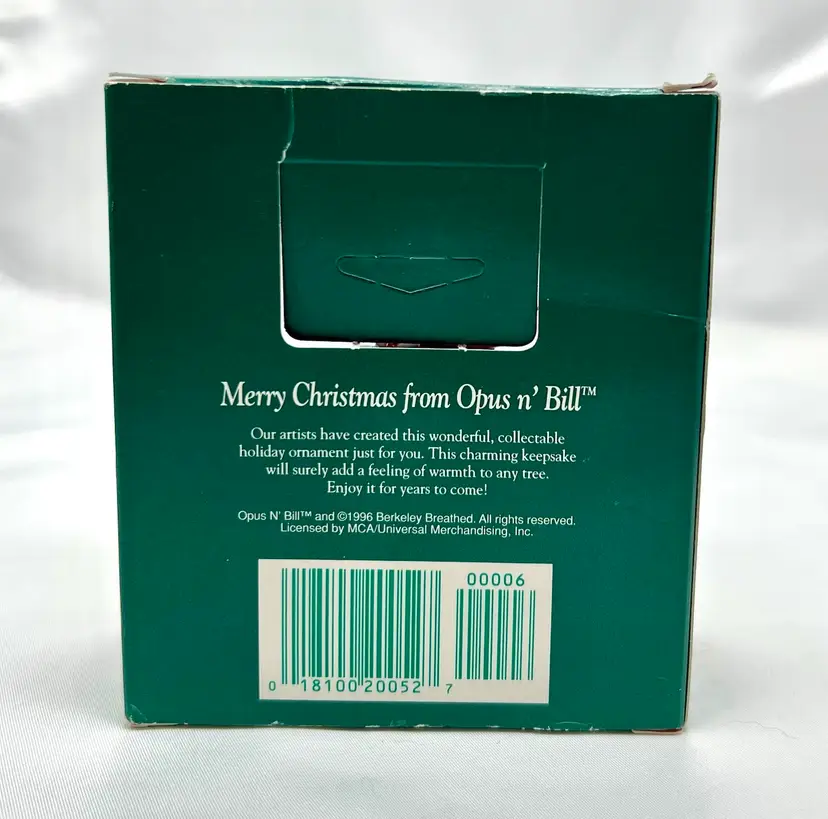 Merry Christmas from Opus n' Bill™
Our artists have created this wonderful, collectable
holiday ornament just for you. This charming keepsake
will surely add a feeling of warmth to any tree.
Enjoy it for years to come!
Opus N' Bill™ and ©1996 Berkeley Breathed. All rights reserved.
Licensed by MCA/Universal Merchandising, Inc.
00006
0 18100 20052 7